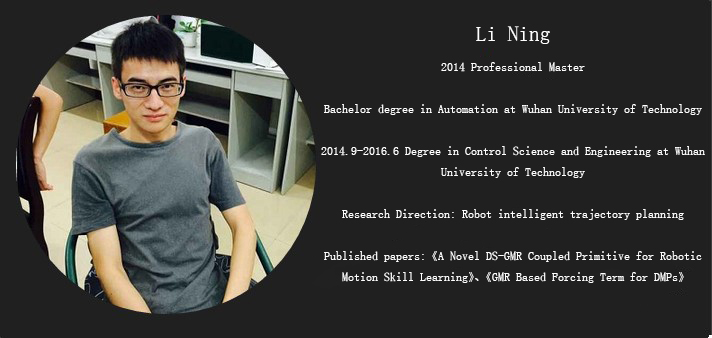 Li Ning
2014 Professional Master
Bachelor degree in Automation at Wuhan University of Technology
2014.9-2016.6 Degree in Control Science and Engineering at Wuhan
University of Technology
Research Direction: Robot intelligent trajectory planning
Published papers:《A Novel DS-GMR Coupled Primitive for Robotic
Motion Skill Learning》、《GMR Based Forcing Term for DMPs》